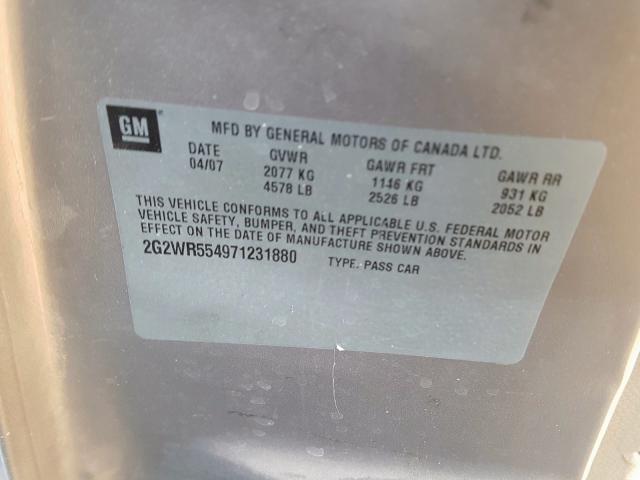 GM
MFD BY GENERAL MOTORS OF CANADA LTD.
DATE GVWR GAWR FRT GAWR RR
04/07 2077 KG 1146 KG 931 KG
4578 LB 2526 LB 2052 LB
THIS VEHICLE CONFORMS TO ALL APPLICABLE U.S. FEDERAL MOTOR
VEHICLE SAFETY, BUMPER, AND THEFT PREVENTION STANDARDS IN
EFFECT ON THE DATE OF MANUFACTURE SHOWN ABOVE.
2G2WR554971231880 TYPE: PASS CAR